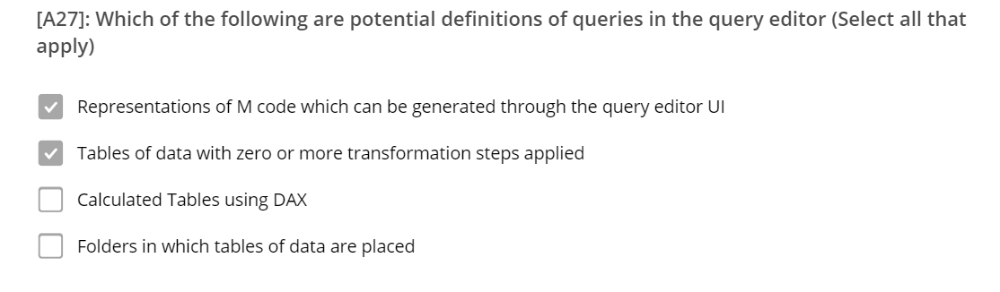 [A27]: Which of the following are potential definitions of queries in the query editor (Select all that
apply)
Representations of M code which can be generated through the query editor UI
Tables of data with zero or more transformation steps applied
Calculated Tables using DAX
Folders in which tables of data are placed